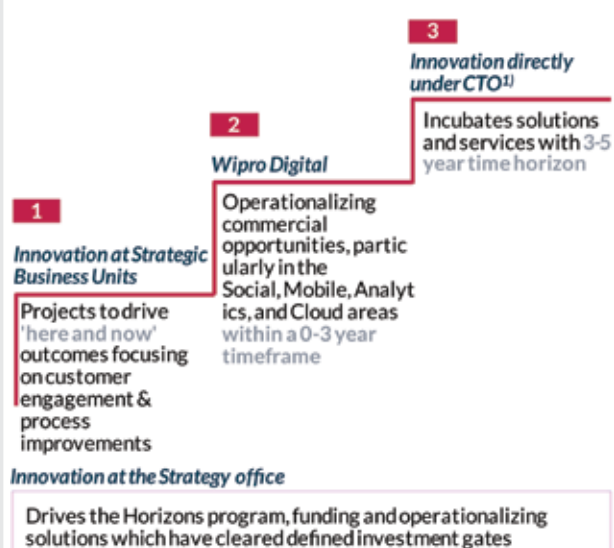 1
Innovation at Strategic
Business Units
Projects to drive
'here and now'
outcomes focusing
on customer
engagement &
process
improvements
2
Wipro Digital
Operationalizing
commercial
opportunities, partic
ularly in the
Social, Mobile, Analyt
ics, and Cloud areas
within a 0-3 year
timeframe
3
Innovation directly
under CTO1)
Incubates solutions
and services with 3-5
year time horizon
Innovation at the Strategy office
Drives the Horizons program, funding and operationalizing
solutions which have cleared defined investment gates